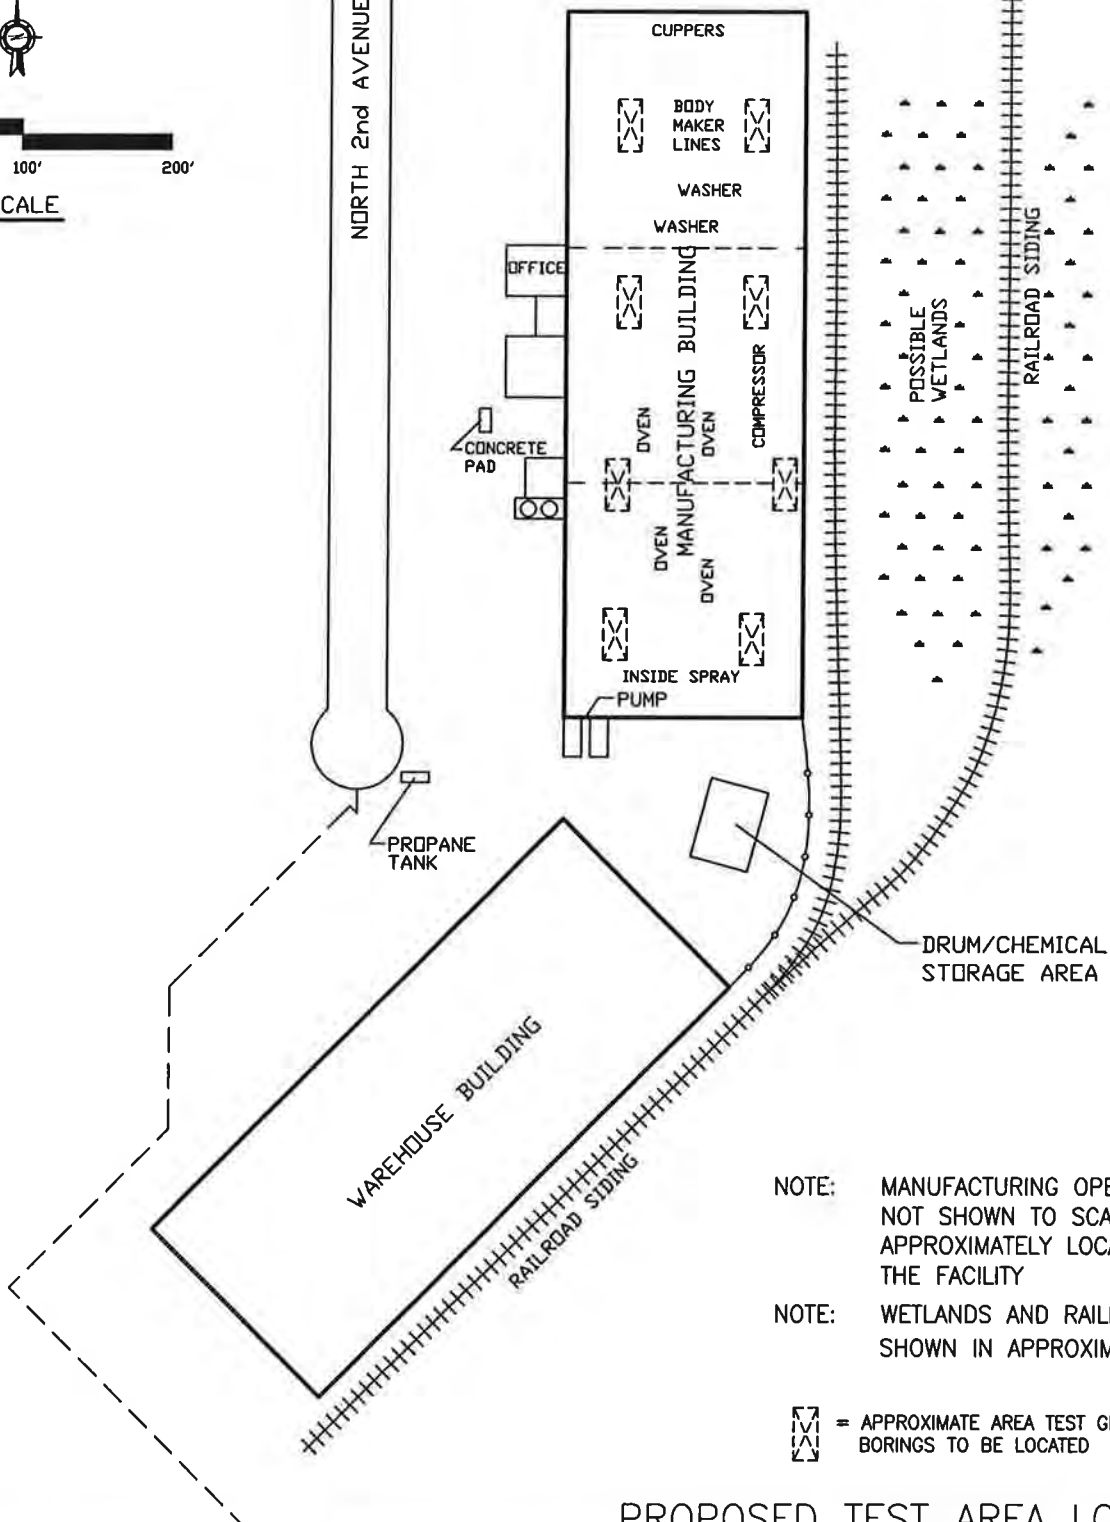 100'
200'
CALE
NORTH 2nd AVENUE
CUPPERS
BODY
MAKER
LINES
WASHER
WASHER
OFFICE
MANUFACTURING BUILDING
COMPRESSOR
OVEN
OVEN
CONCRETE
PAD
OVEN
OVEN
INSIDE SPRAY
PUMP
POSSIBLE
WETLANDS
RAILROAD SIDING
PROPANE
TANK
DRUM/CHEMICAL
STORAGE AREA
WAREHOUSE BUILDING
RAILROAD SIDING
NOTE: MANUFACTURING OPE
NOT SHOWN TO SCA
APPROXIMATELY LOCA
THE FACILITY
NOTE: WETLANDS AND RAIL
SHOWN IN APPROXIM
= APPROXIMATE AREA TEST G
BORINGS TO BE LOCATED
PROPOSED TEST AREA LO